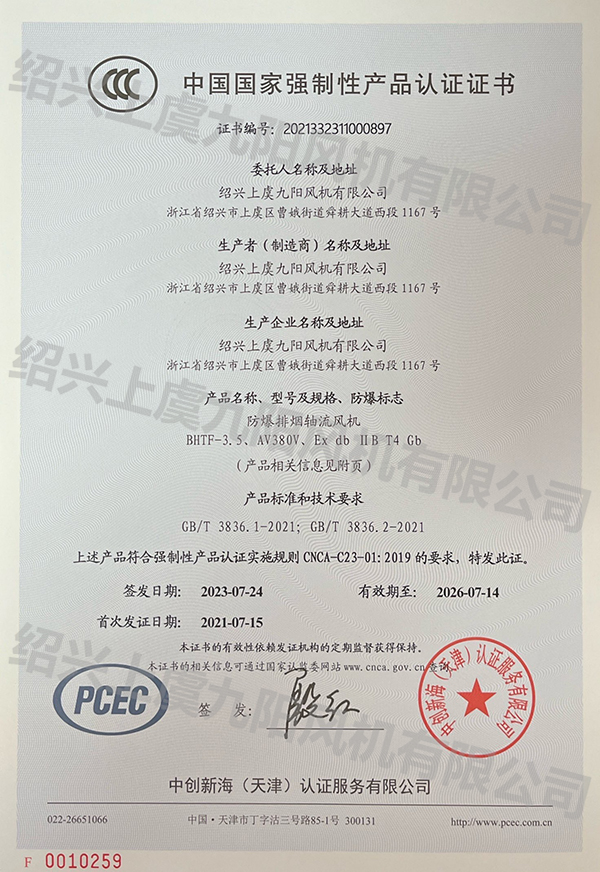 CCC
中国国家强制性产品认证证书
证书编号：2021332311000897
委托人名称及地址
绍兴上虞九阳风机有限公司
浙江省绍兴市上虞区曹娥街道舜耕大道西段 1167 号
生产者（制造商）名称及地址
绍兴上虞九阳风机有限公司
浙江省绍兴市上虞区曹娥街道舜耕大道西段 1167 号
生产企业名称及地址
绍兴上虞九阳风机有限公司
浙江省绍兴市上虞区曹娥街道舜耕大道西段 1167 号
产品名称、型号及规格、防爆标志
防爆排烟轴流风机
BHTF-3.5、AV380V、Ex db ⅡB T4 Gb
（产品相关信息见附页）
产品标准和技术要求
GB/T 3836.1-2021; GB/T 3836.2-2021
上述产品符合强制性产品认证实施规则 CNCA-C23-01: 2019 的要求，特发此证。
签发日期： 2023-07-24 有效期至： 2026-07-14
首次发证日期： 2021-07-15
本证书的有效性依赖发证机构的定期监督获得保持。
本证书的相关信息可通过国家认监委网站 www.cnca.gov.cn 查询
PCEC
签 发： 殷红
中创新海（天津）认证服务有限公司
中创新海（天津）认证服务有限公司
022-26651066 中国·天津市丁字沽三号路85-1号 300131 http://www.pcec.com.cn
F 0010259
绍兴上虞九阳风机有限公司
绍兴上虞九阳风机有限公司
绍兴上虞九阳风机有限公司